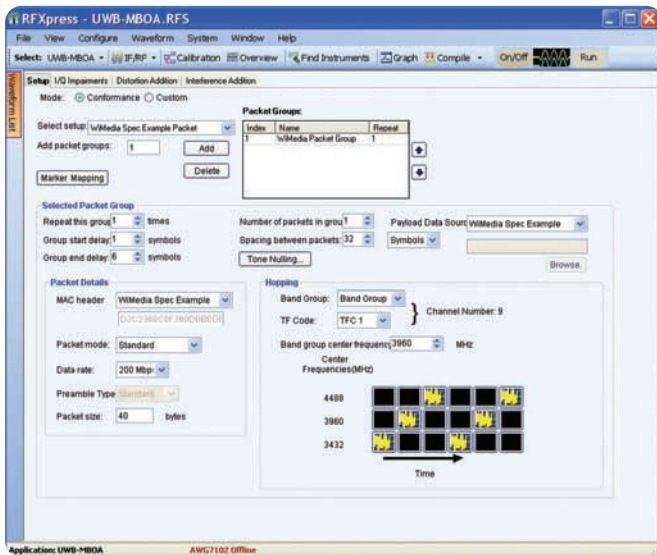 RFXpress - UWB-MBOA.RFS
File View Configure Waveform System Window Help
Select: UWB-MBOA IF/RF Calibration Overview Find Instruments Graph Compile On/Off Run
Waveform List
Setup I/Q Impairments Distortion Addition Interference Addition
Mode: Conformance Custom
Packet Groups:
Select setup: WiMedia Spec Example Packet
Index Name Repeat
1 WiMedia Packet Group 1
Add packet groups: 1 Add
Delete
Marker Mapping
Selected Packet Group
Repeat this group 1 times Number of packets in grou 1 Payload Data Sourc WiMedia Spec Example
Group start delay: 1 symbols Spacing between packets: 32 Symbols
Group end delay: 6 symbols Tone Nulling... Browse.
Packet Details
MAC header WiMedia Spec Example
Packet mode: Standard
Data rate: 200 Mbp
Preamble Type Standard
Packet size: 40 bytes
Hopping
Band Group: Band Group
TF Code: TFC 1
Channel Number: 9
Band group center frequency 3960 MHz
Center
Frequencies(MHz)
4488
3960
3432
Time
Application: UWB-MBOA AWG7102 Offline